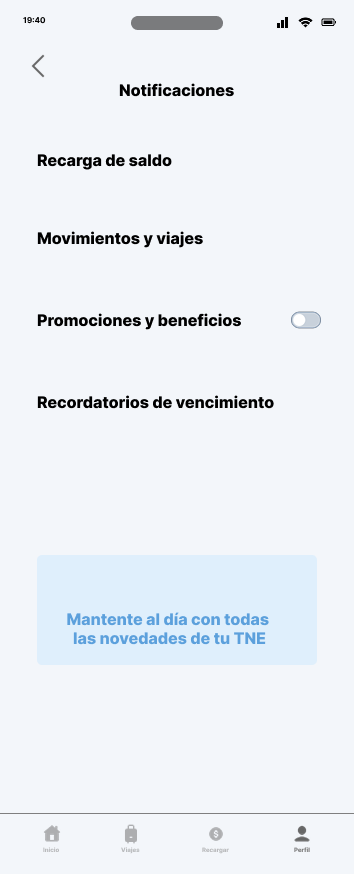 19:40
Notificaciones
Recarga de saldo
Movimientos y viajes
Promociones y beneficios
Recordatorios de vencimiento
Mantente al día con todas
las novedades de tu TNE
Inicio
Viajes
Recargar
Perfil